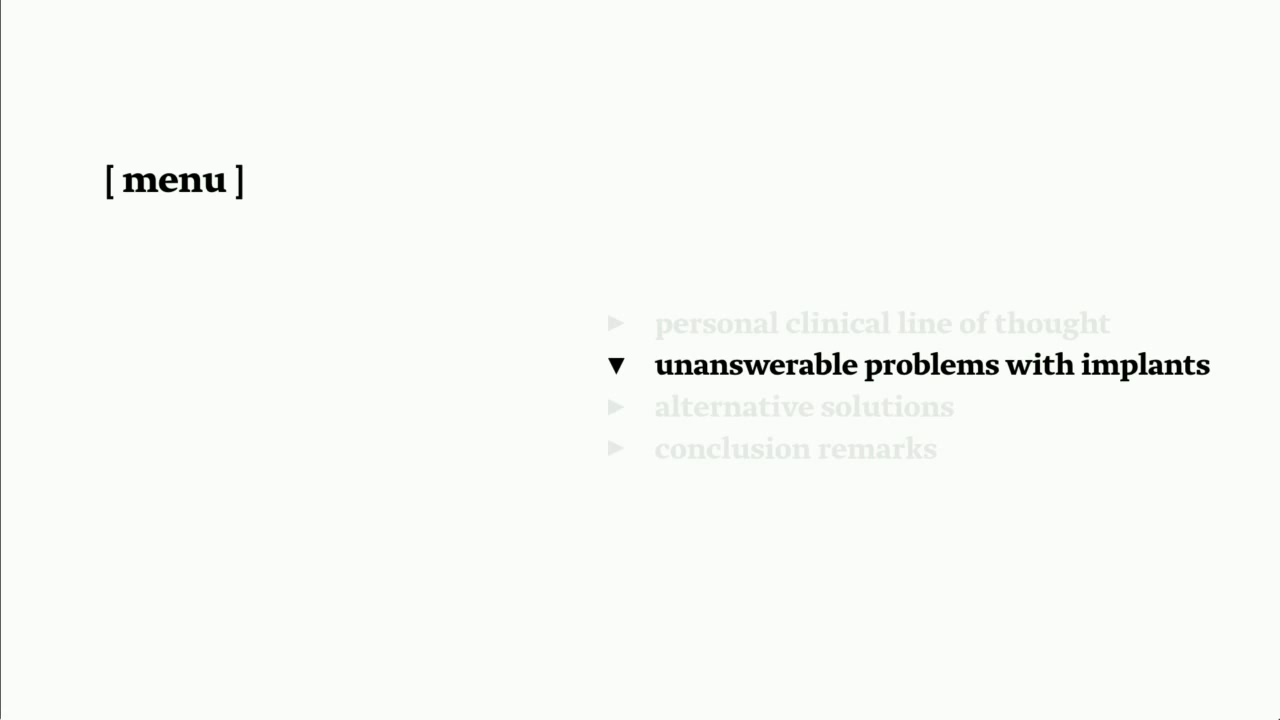 [ menu ]
► personal clinical line of thought
▼ unanswerable problems with implants
► alternative solutions
► conclusion remarks